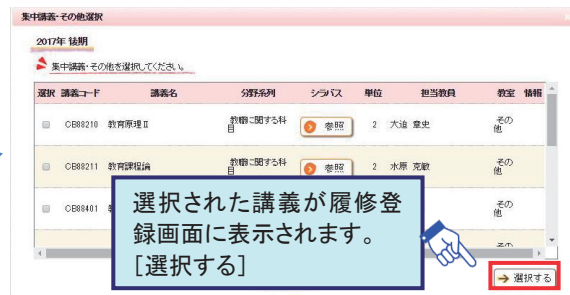 集中講義・その他選択
2017年 後期
集中講義・その他を選択してください。
選択 講義コード 講義名 分野系列 シラバス 単位 担当教員 教室 情報
CB88210 教育原理Ⅱ 教職に関する科目 参照 2 大迫 章史 その他
CB88211 教育課程論 教職に関する科目 参照 2 水原 克敏 その他
CB88401 その他
選択された講義が履修登
録画面に表示されます。
[選択する]
選択する